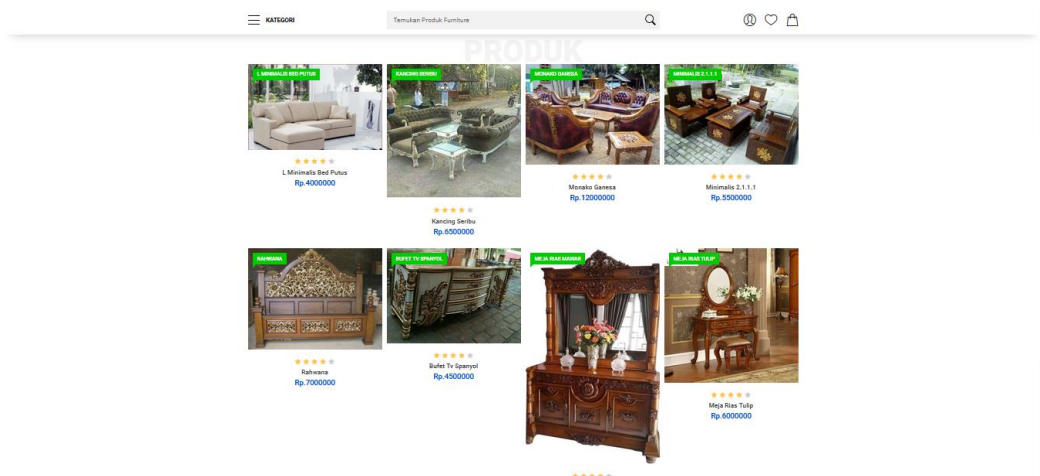 KATEGORI
Temukan Produk Furniture
PRODUK
L MINIMALIS BED PUTUS
KANCING SERIBU
MONAKO GANESA
MINIMALIS 2.1.1.1
L Minimalis Bed Putus
Rp.4000000
Kancing Seribu
Rp.6500000
Monako Ganesa
Rp.12000000
Minimalis 2.1.1.1
Rp.5500000
RAHWANA
BUFET TV SPANYOL
MEJA RIAS MAWAR
MEJA RIAS TULIP
Rahwana
Rp.7000000
Bufet Tv Spanyol
Rp.4500000
Meja Rias Tulip
Rp.6000000